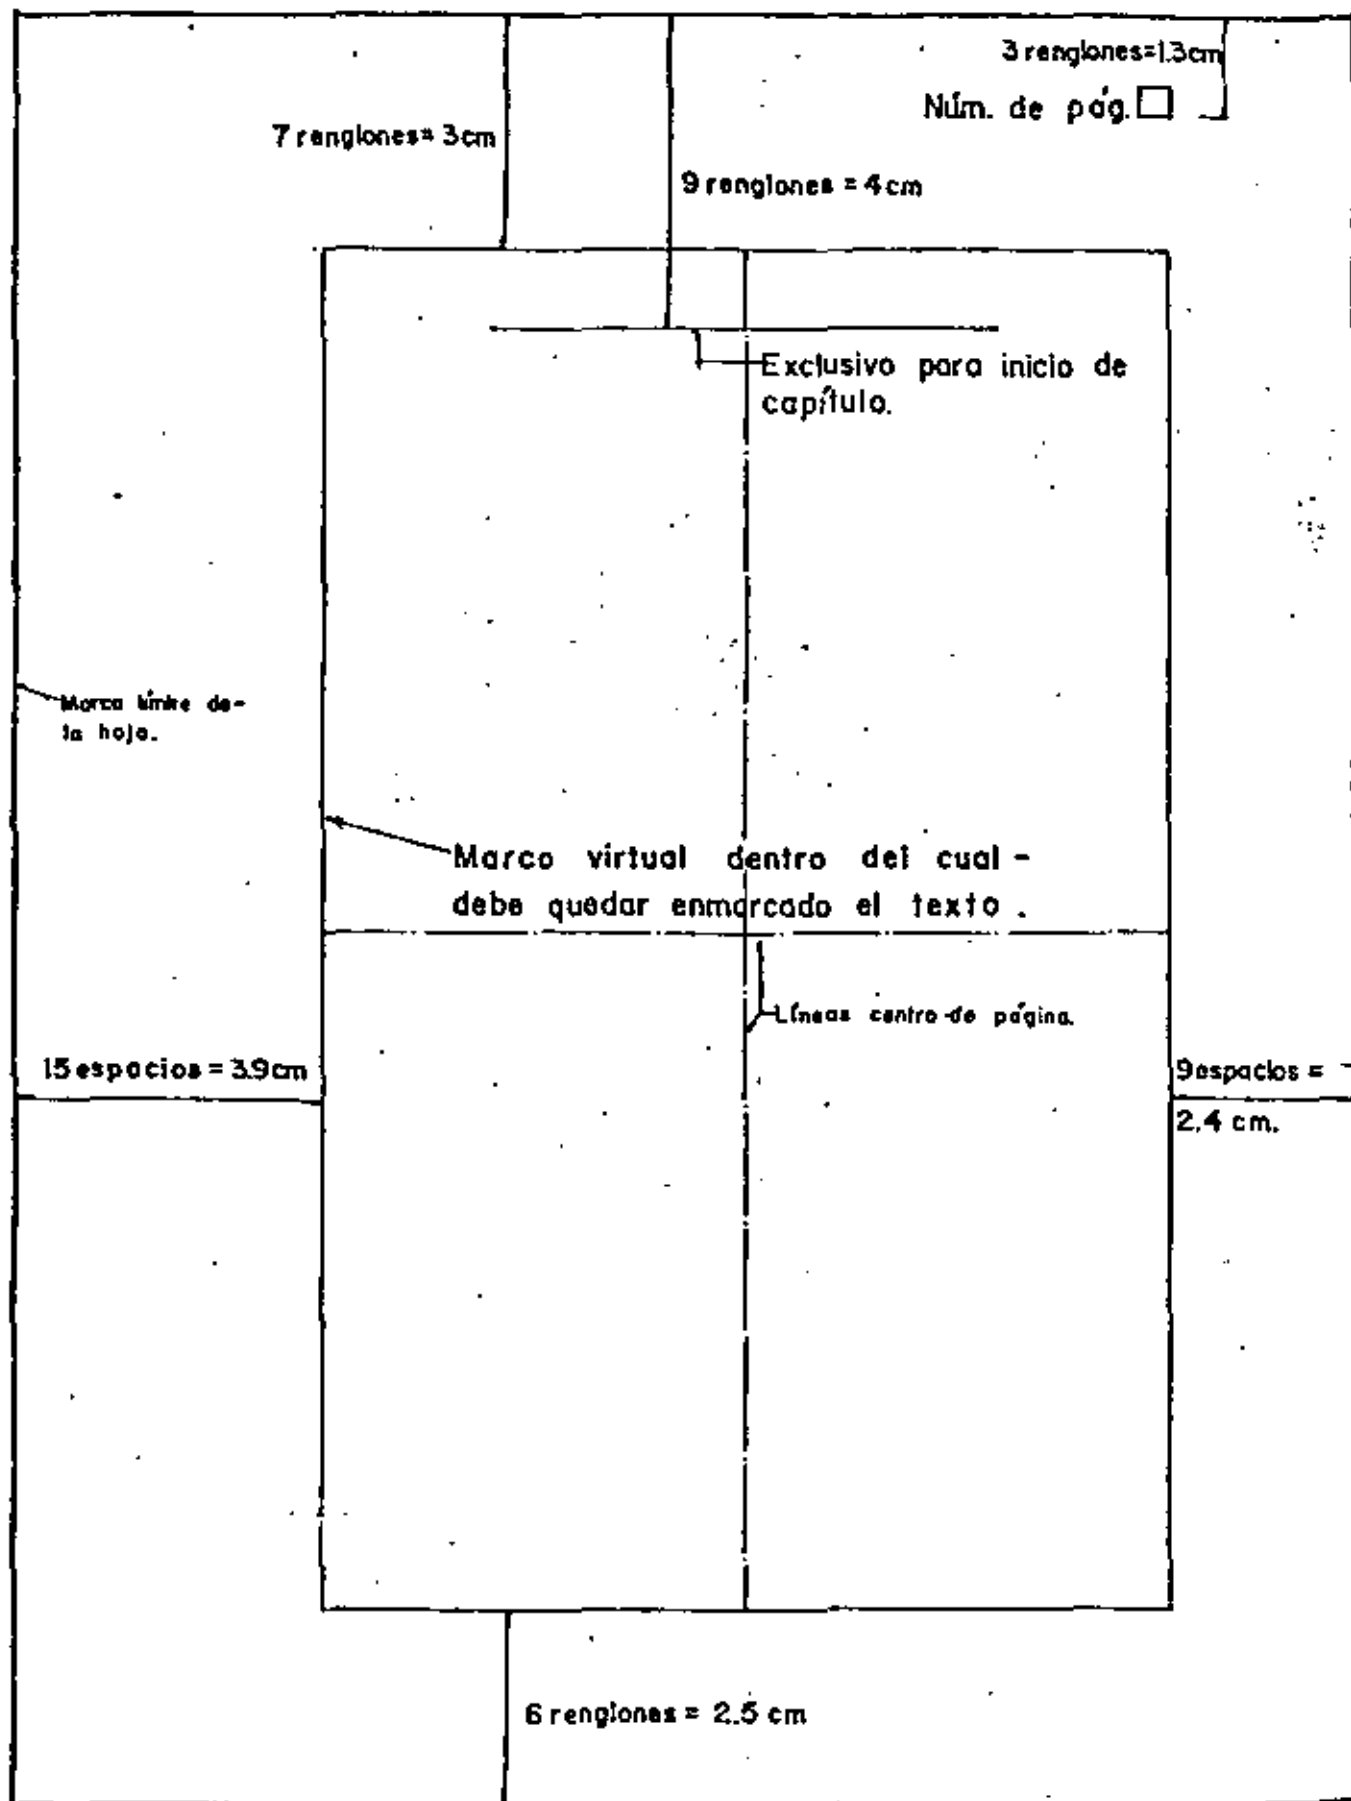 3 renglones=1.3cm
Núm. de pág.
7 renglones= 3cm
9 renglones = 4cm
Exclusivo para inicio de
capítulo.
Marco límite de-
la hoja.
Marco virtual dentro del cual -
debe quedar enmarcado el texto .
Líneas centro de página.
15 espacios = 3.9cm
9espacios =
2.4 cm.
6 renglones = 2.5 cm